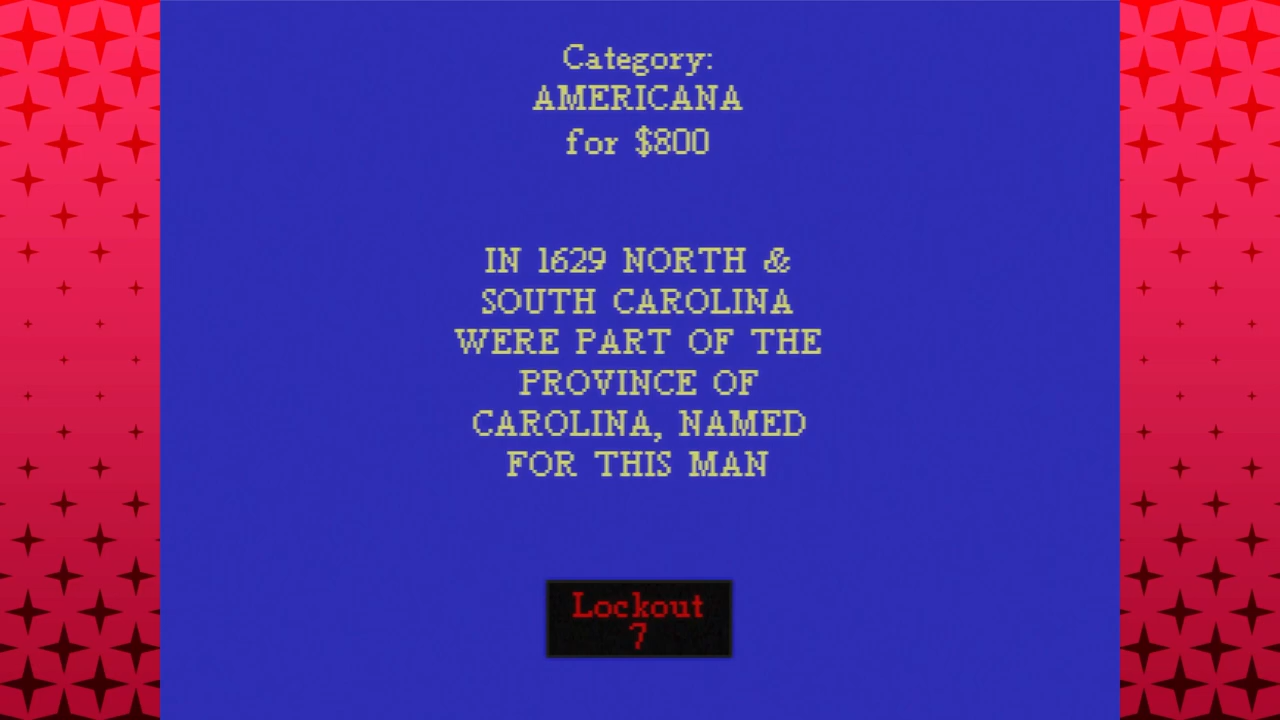 Category:
AMERICANA
for $800
IN 1629 NORTH &
SOUTH CAROLINA
WERE PART OF THE
PROVINCE OF
CAROLINA, NAMED
FOR THIS MAN
Lockout
7